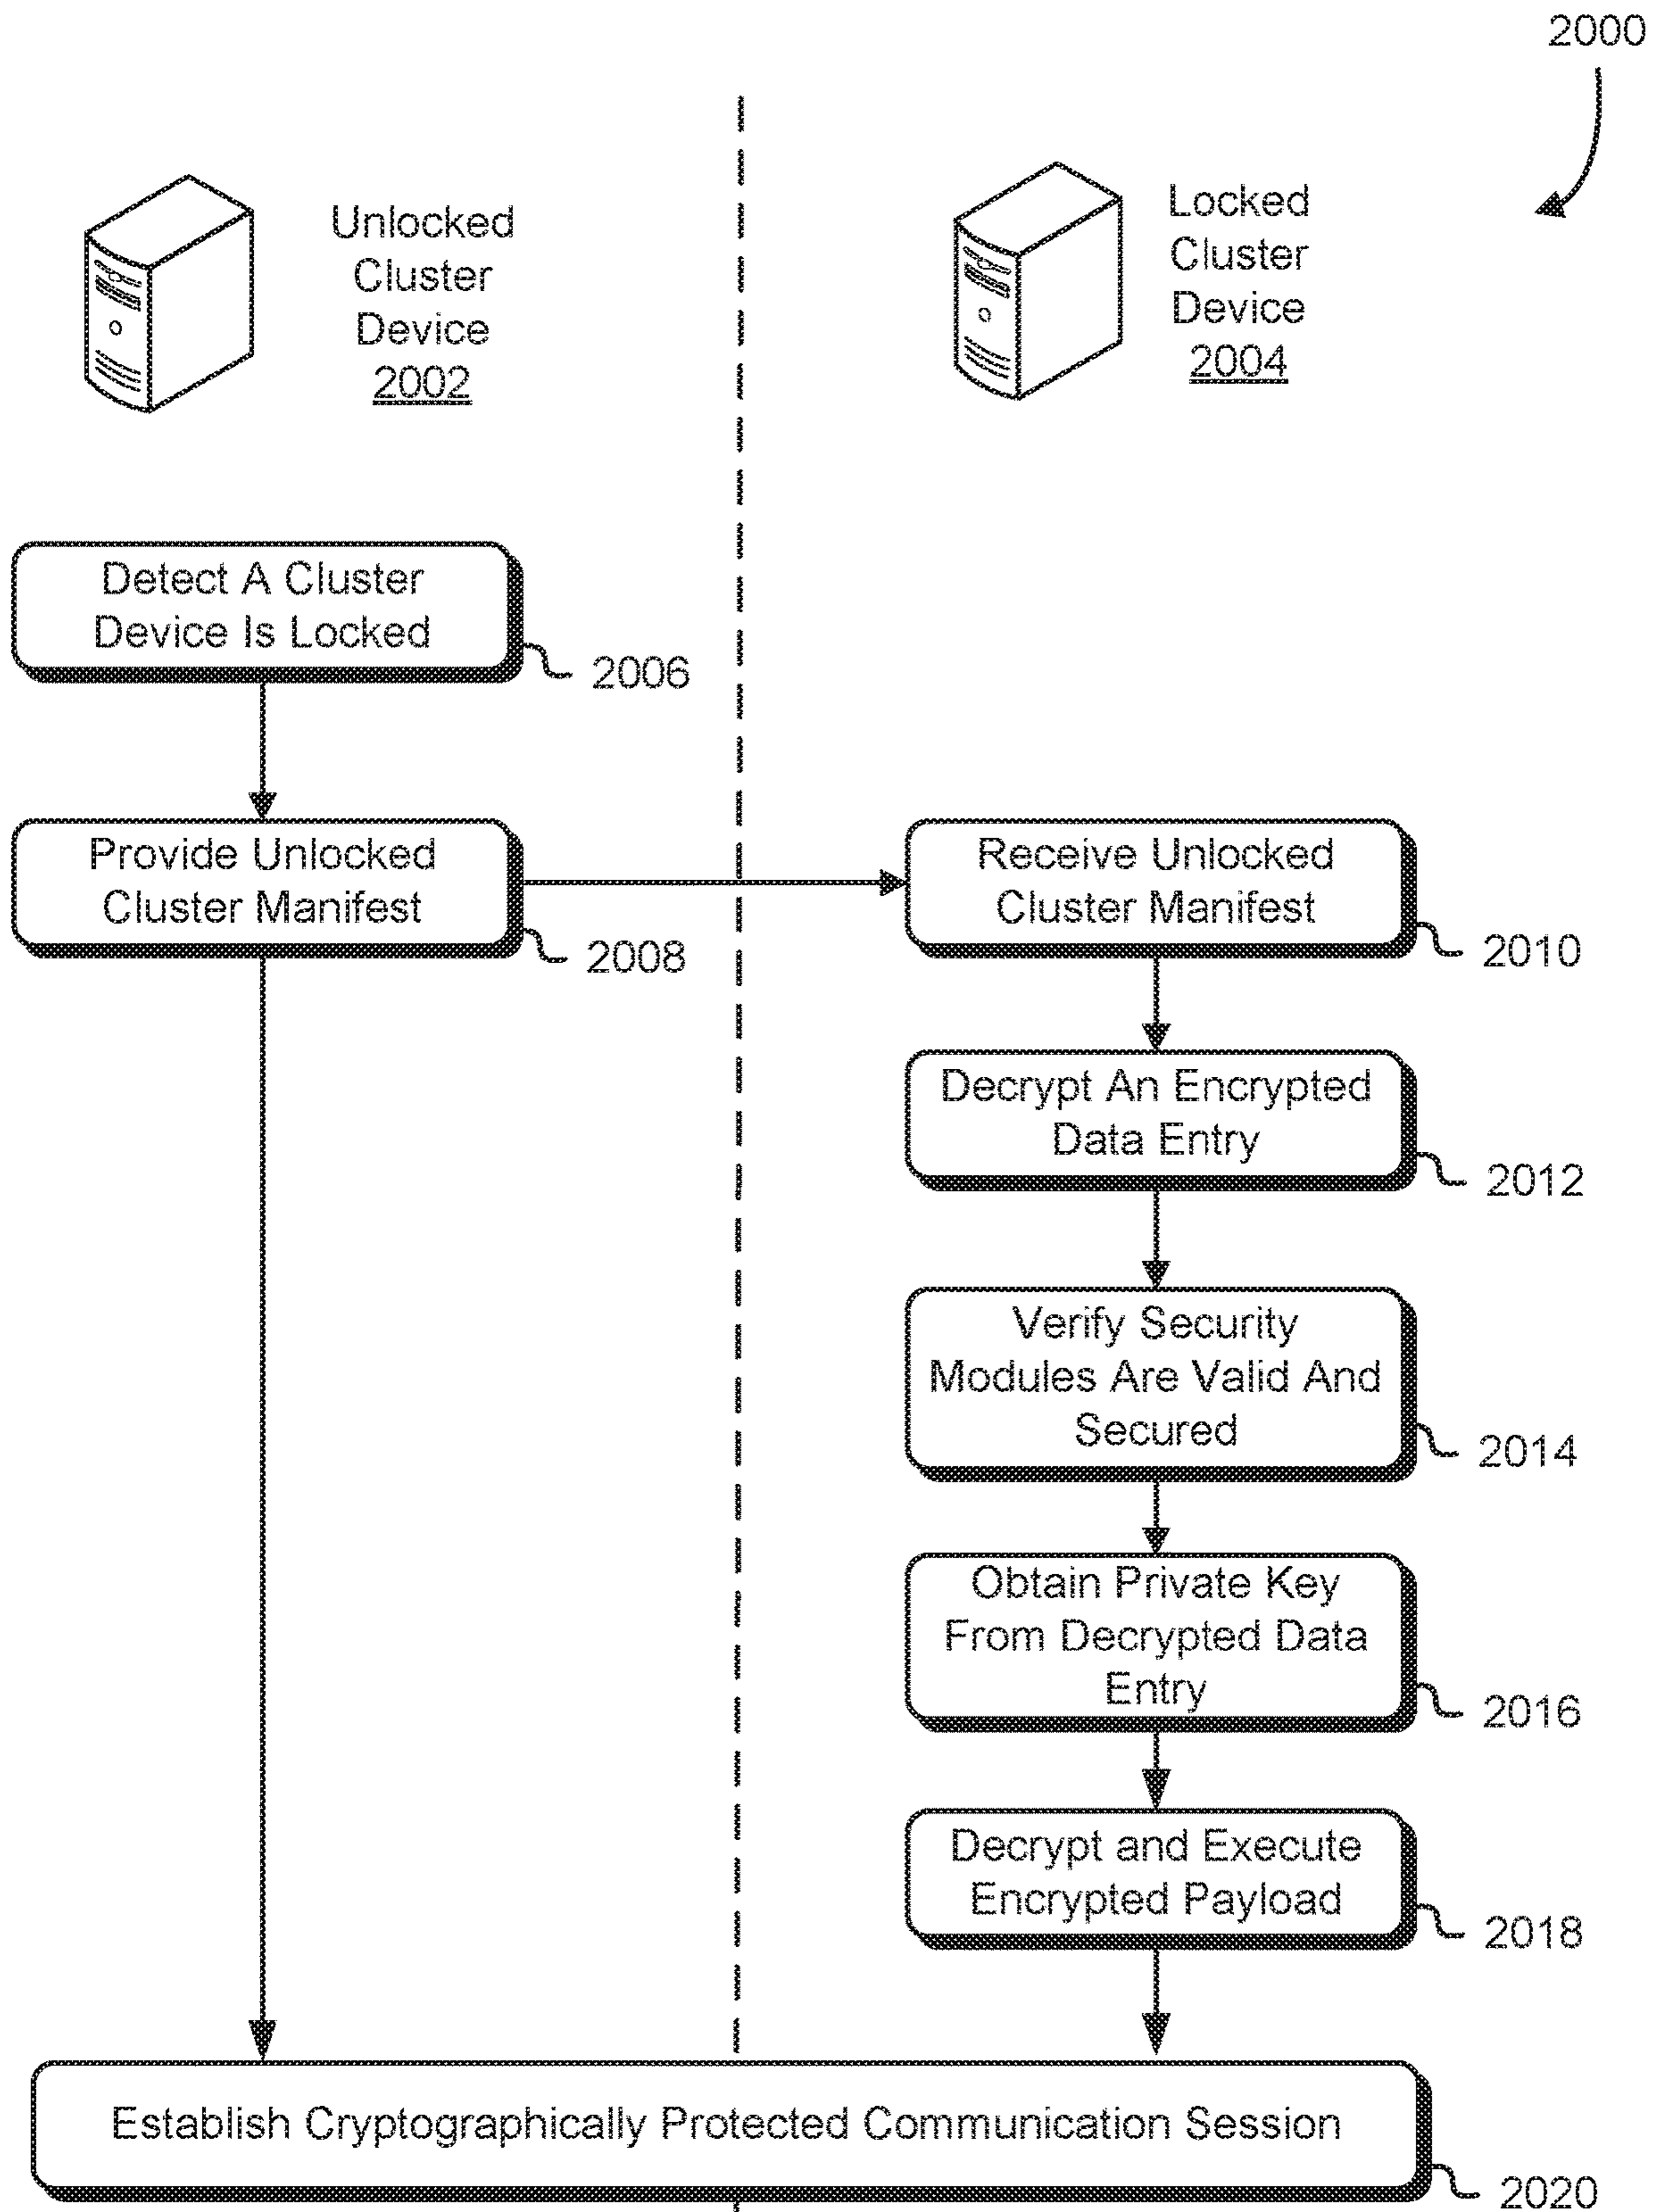 2000
Unlocked
Cluster
Device
2002
Locked
Cluster
Device
2004
Detect A Cluster
Device Is Locked
2006
Provide Unlocked
Cluster Manifest
2008
Receive Unlocked
Cluster Manifest
2010
Decrypt An Encrypted
Data Entry
2012
Verify Security
Modules Are Valid And
Secured
2014
Obtain Private Key
From Decrypted Data
Entry
2016
Decrypt and Execute
Encrypted Payload
2018
Establish Cryptographically Protected Communication Session
2020